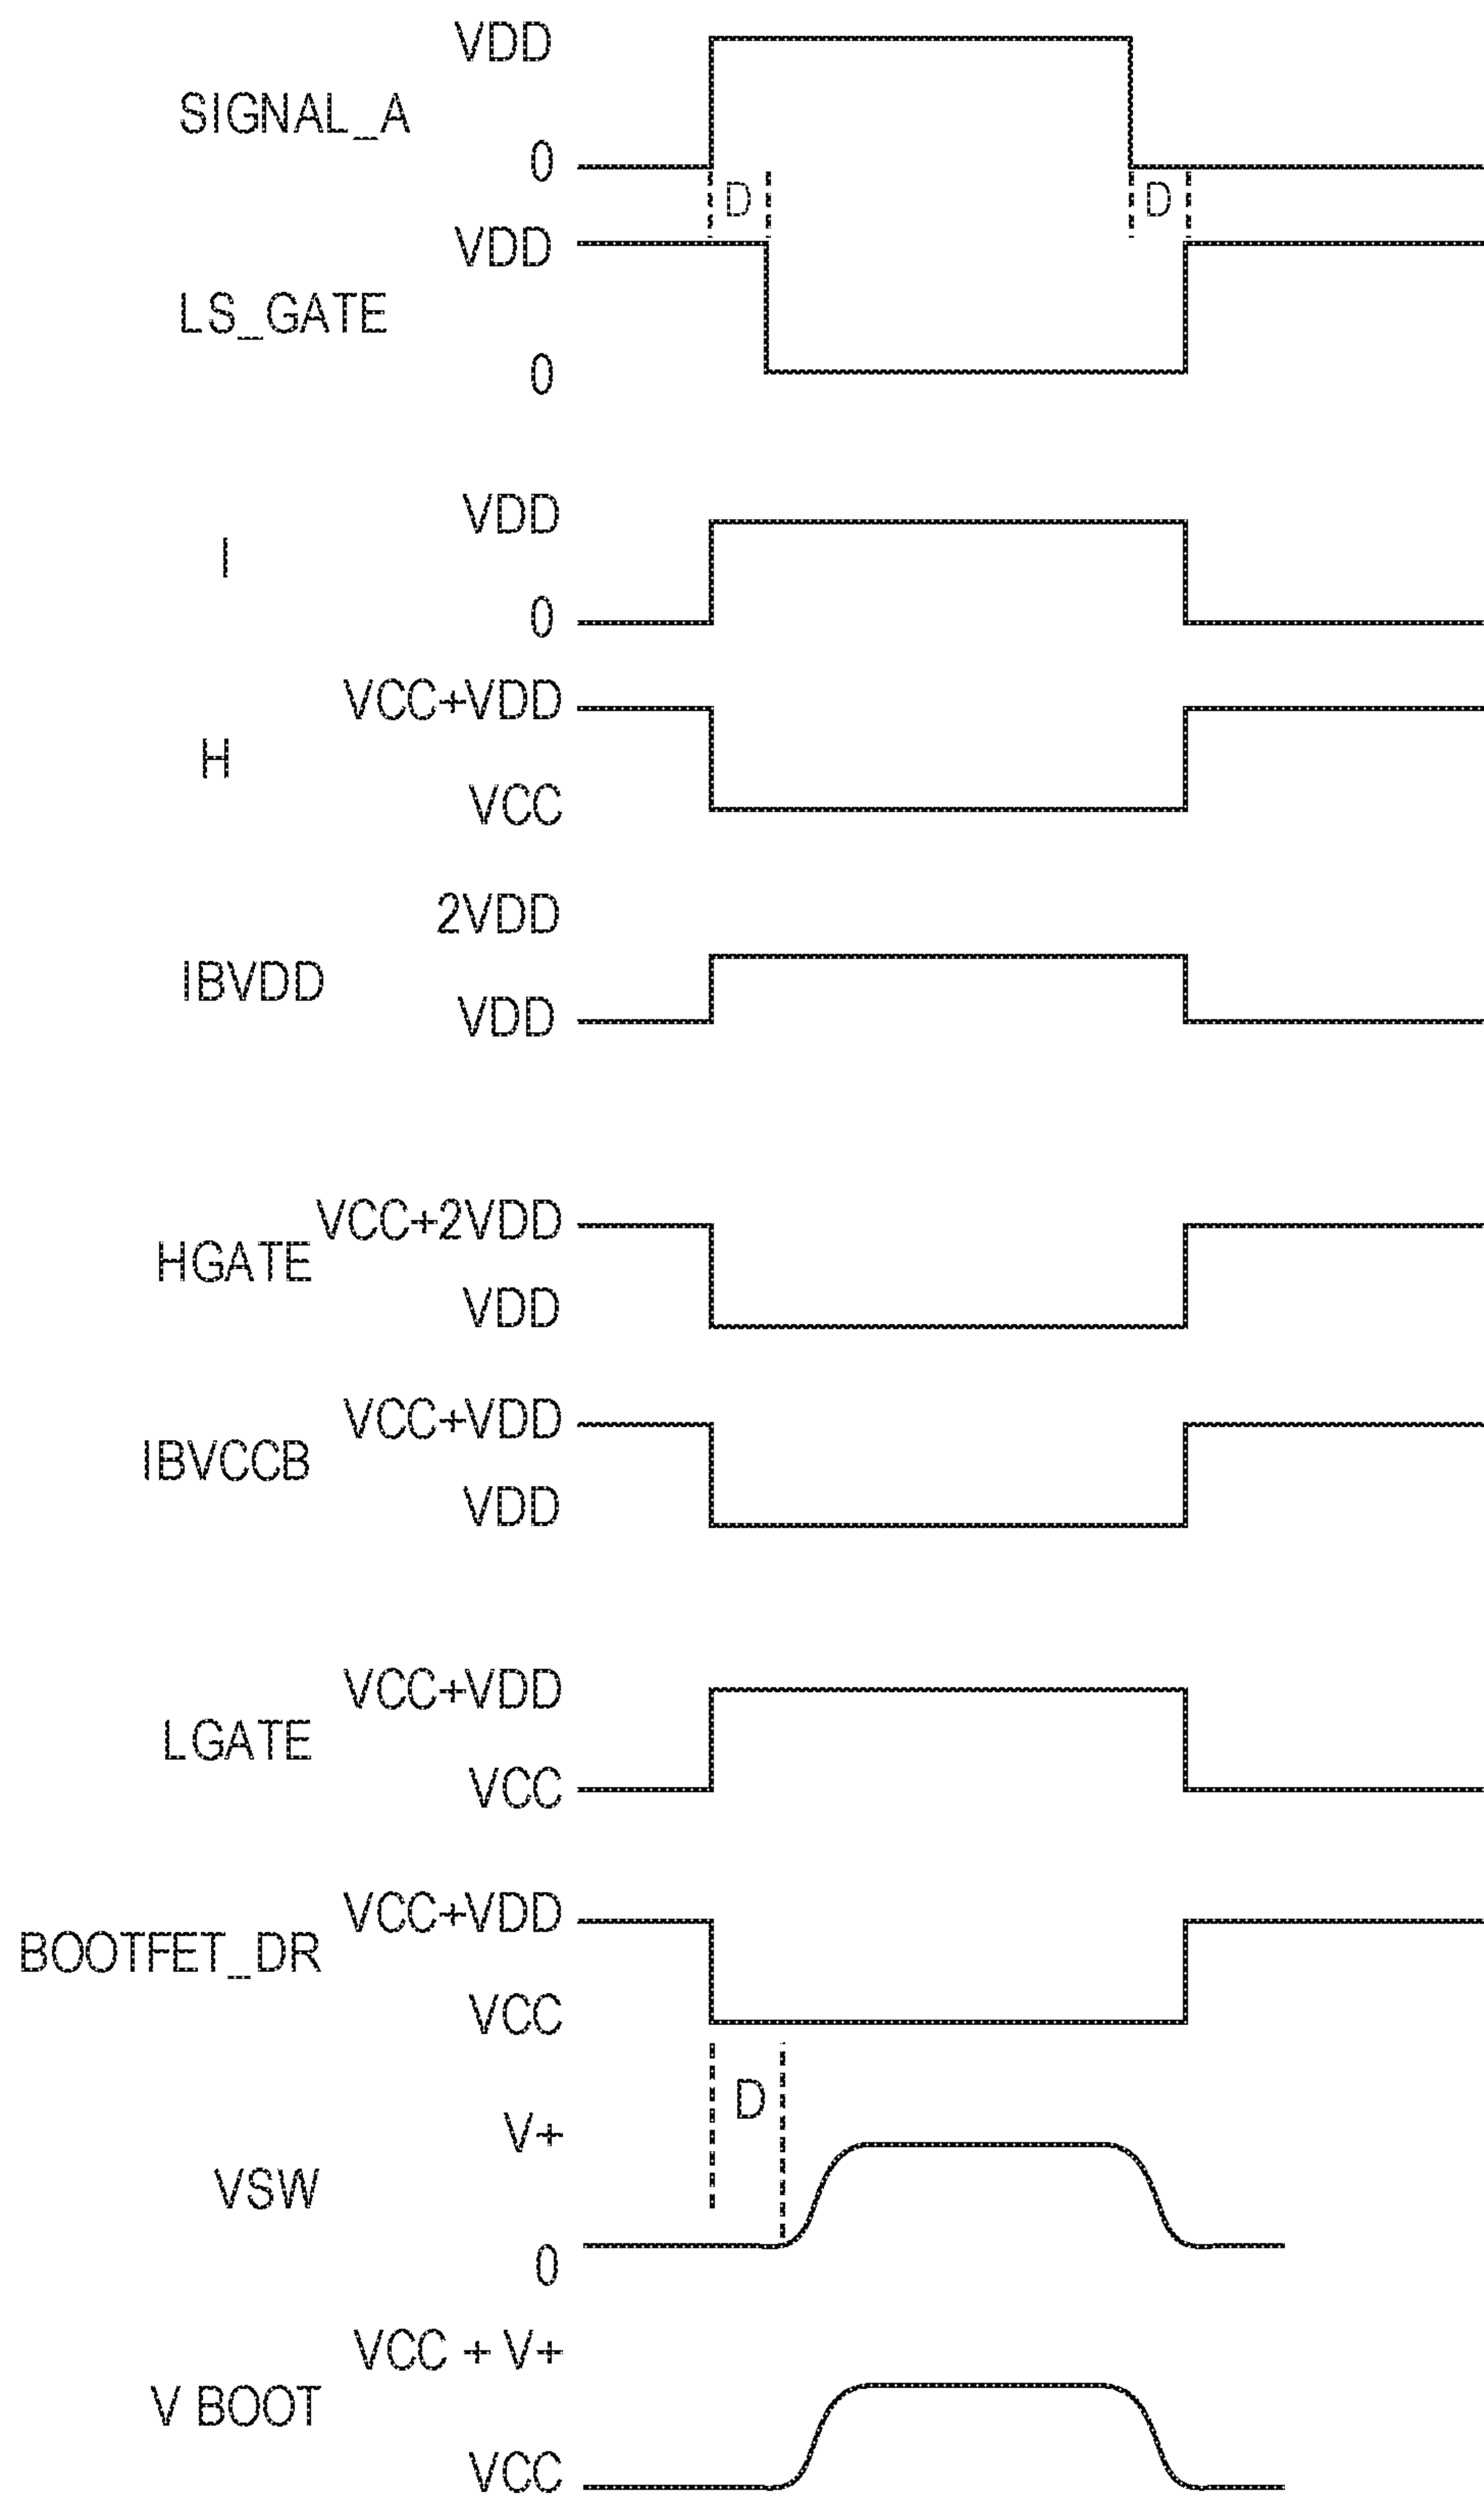 VDD
SIGNAL_A
0
D D
VDD
LS_GATE
0
VDD
I
0
VCC+VDD
H
VCC
2VDD
IBVDD
VDD
VCC+2VDD
HGATE
VDD
VCC+VDD
IBVCCB
VDD
VCC+VDD
LGATE
VCC
VCC+VDD
BOOTFET_DR
VCC
D
V+
VSW
0
VCC + V+
V BOOT
VCC